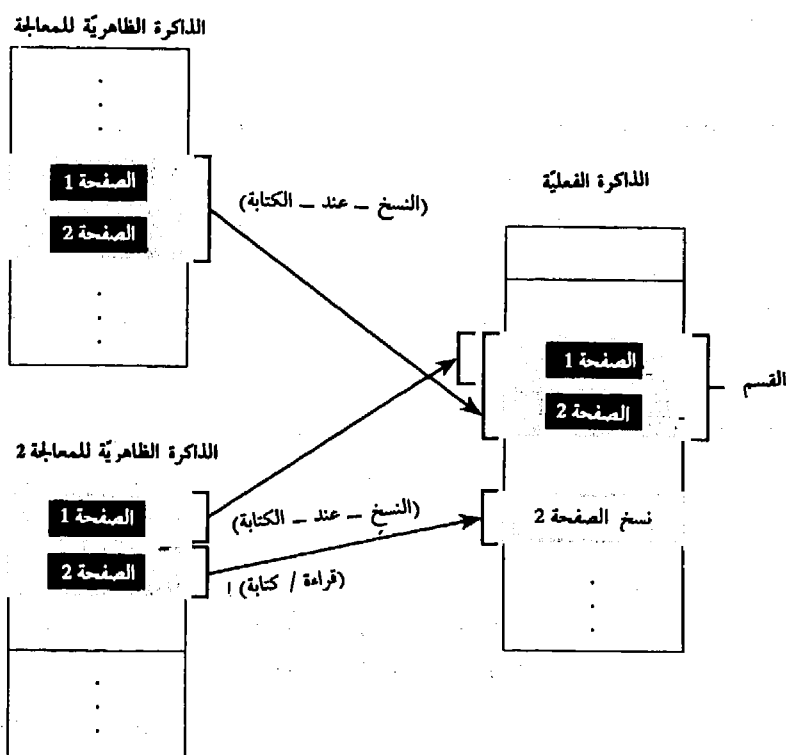 الذاكرة الظاهريّة للمعالجة
الصفحة 1
الصفحة 2
(النسخ – عند – الكتابة)
الذاكرة الفعليّة
الصفحة 1
الصفحة 2
القسم
نسخ الصفحة 2
الذاكرة الظاهريّة للمعالجة 2
الصفحة 1
الصفحة 2
(النسخ – عند – الكتابة)
(قراءة / كتابة)